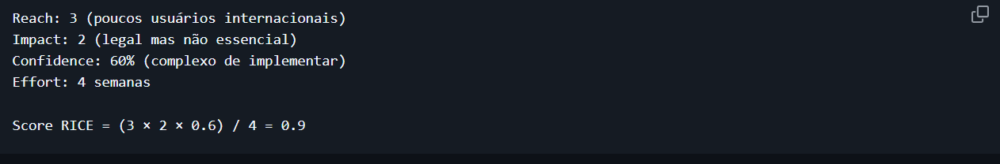 Reach: 3 (poucos usuários internacionais)
Impact: 2 (legal mas não essencial)
Confidence: 60% (complexo de implementar)
Effort: 4 semanas
Score RICE = (3 × 2 × 0.6) / 4 = 0.9